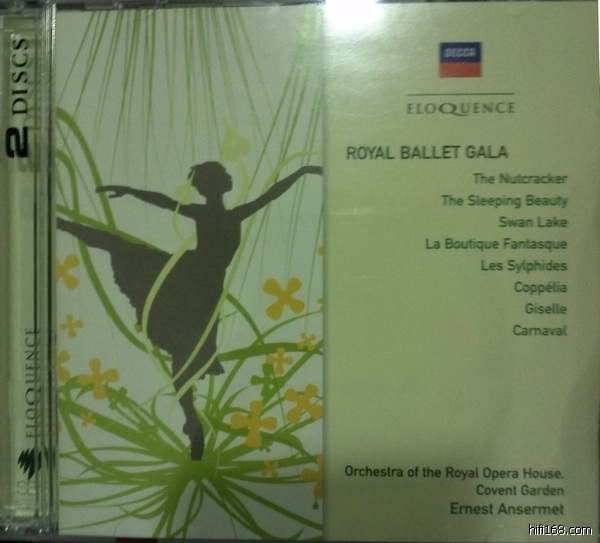 2 DISCS
ELOQUENCE
DECCA
ELOQUENCE
ROYAL BALLET GALA
The Nutcracker
The Sleeping Beauty
Swan Lake
La Boutique Fantasque
Les Sylphides
Coppélia
Giselle
Carnaval
Orchestra of the Royal Opera House.
Covent Garden
Ernest Ansermet
hifi168.com